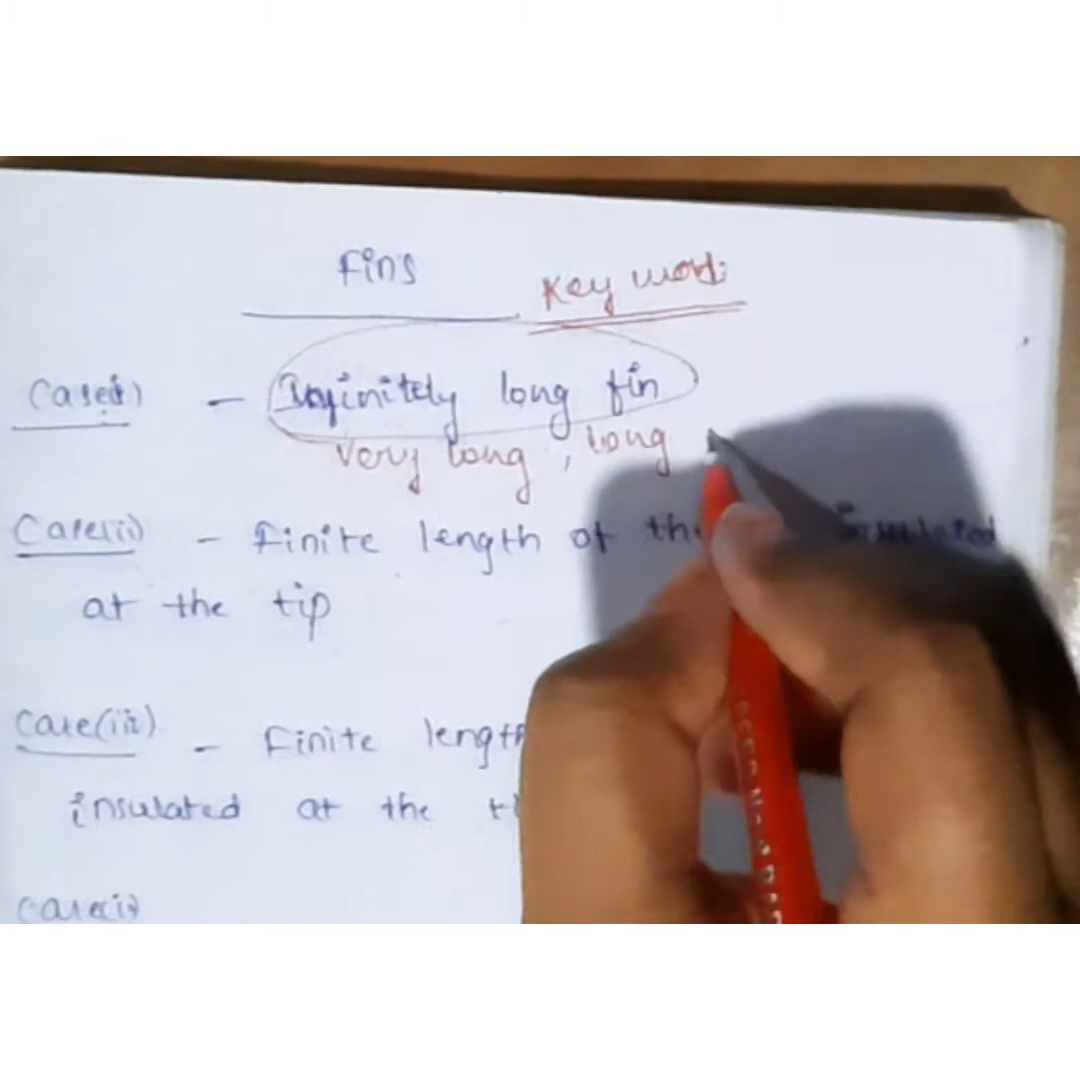 Fins Key word:
Case(i) - Infinitely long fin
very long , long
Case(ii) - Finite length of the insulated
at the tip
Case(iii) - Finite length
insulated at the